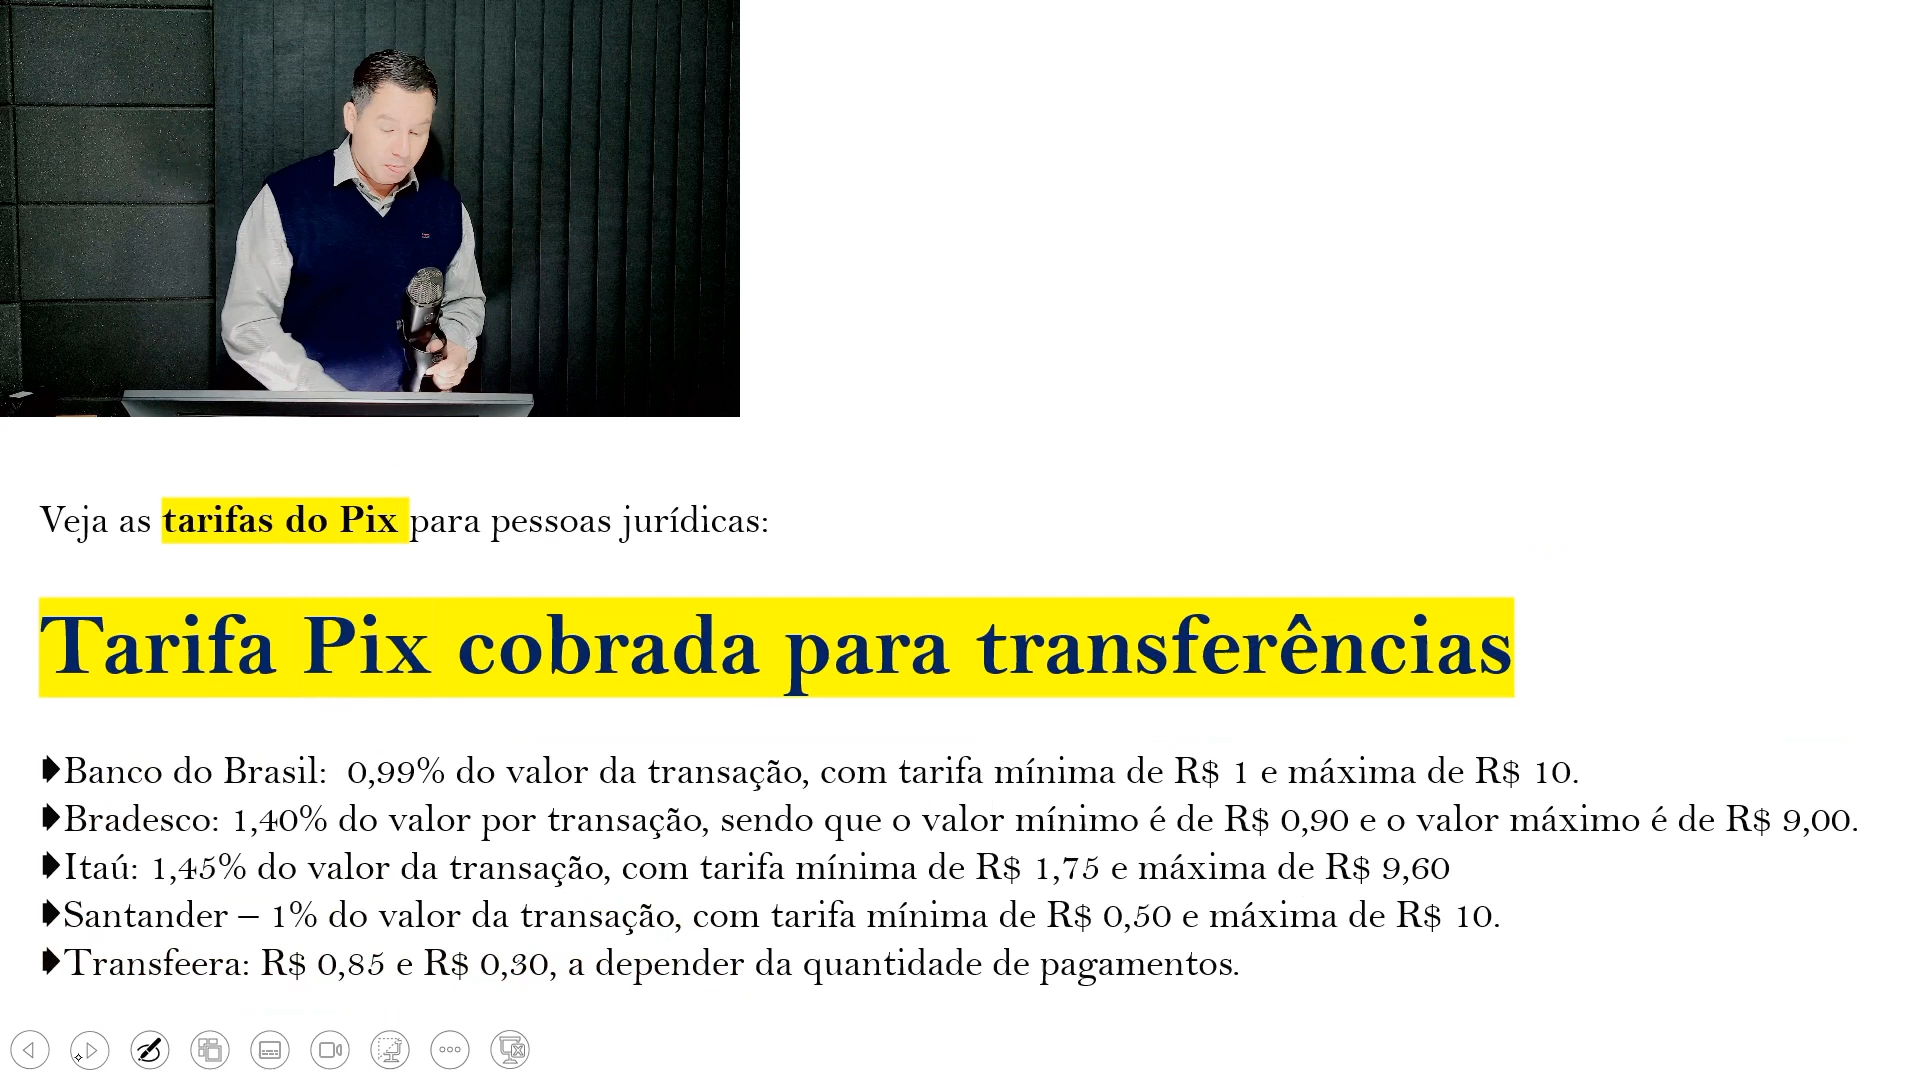 Veja as tarifas do Pix para pessoas jurídicas:
Tarifa Pix cobrada para transferências
Banco do Brasil:  0,99% do valor da transação, com tarifa mínima de R$ 1 e máxima de R$ 10.
Bradesco: 1,40% do valor por transação, sendo que o valor mínimo é de R$ 0,90 e o valor máximo é de R$ 9,00.
Itaú: 1,45% do valor da transação, com tarifa mínima de R$ 1,75 e máxima de R$ 9,60
Santander – 1% do valor da transação, com tarifa mínima de R$ 0,50 e máxima de R$ 10.
Transfeera: R$ 0,85 e R$ 0,30, a depender da quantidade de pagamentos.